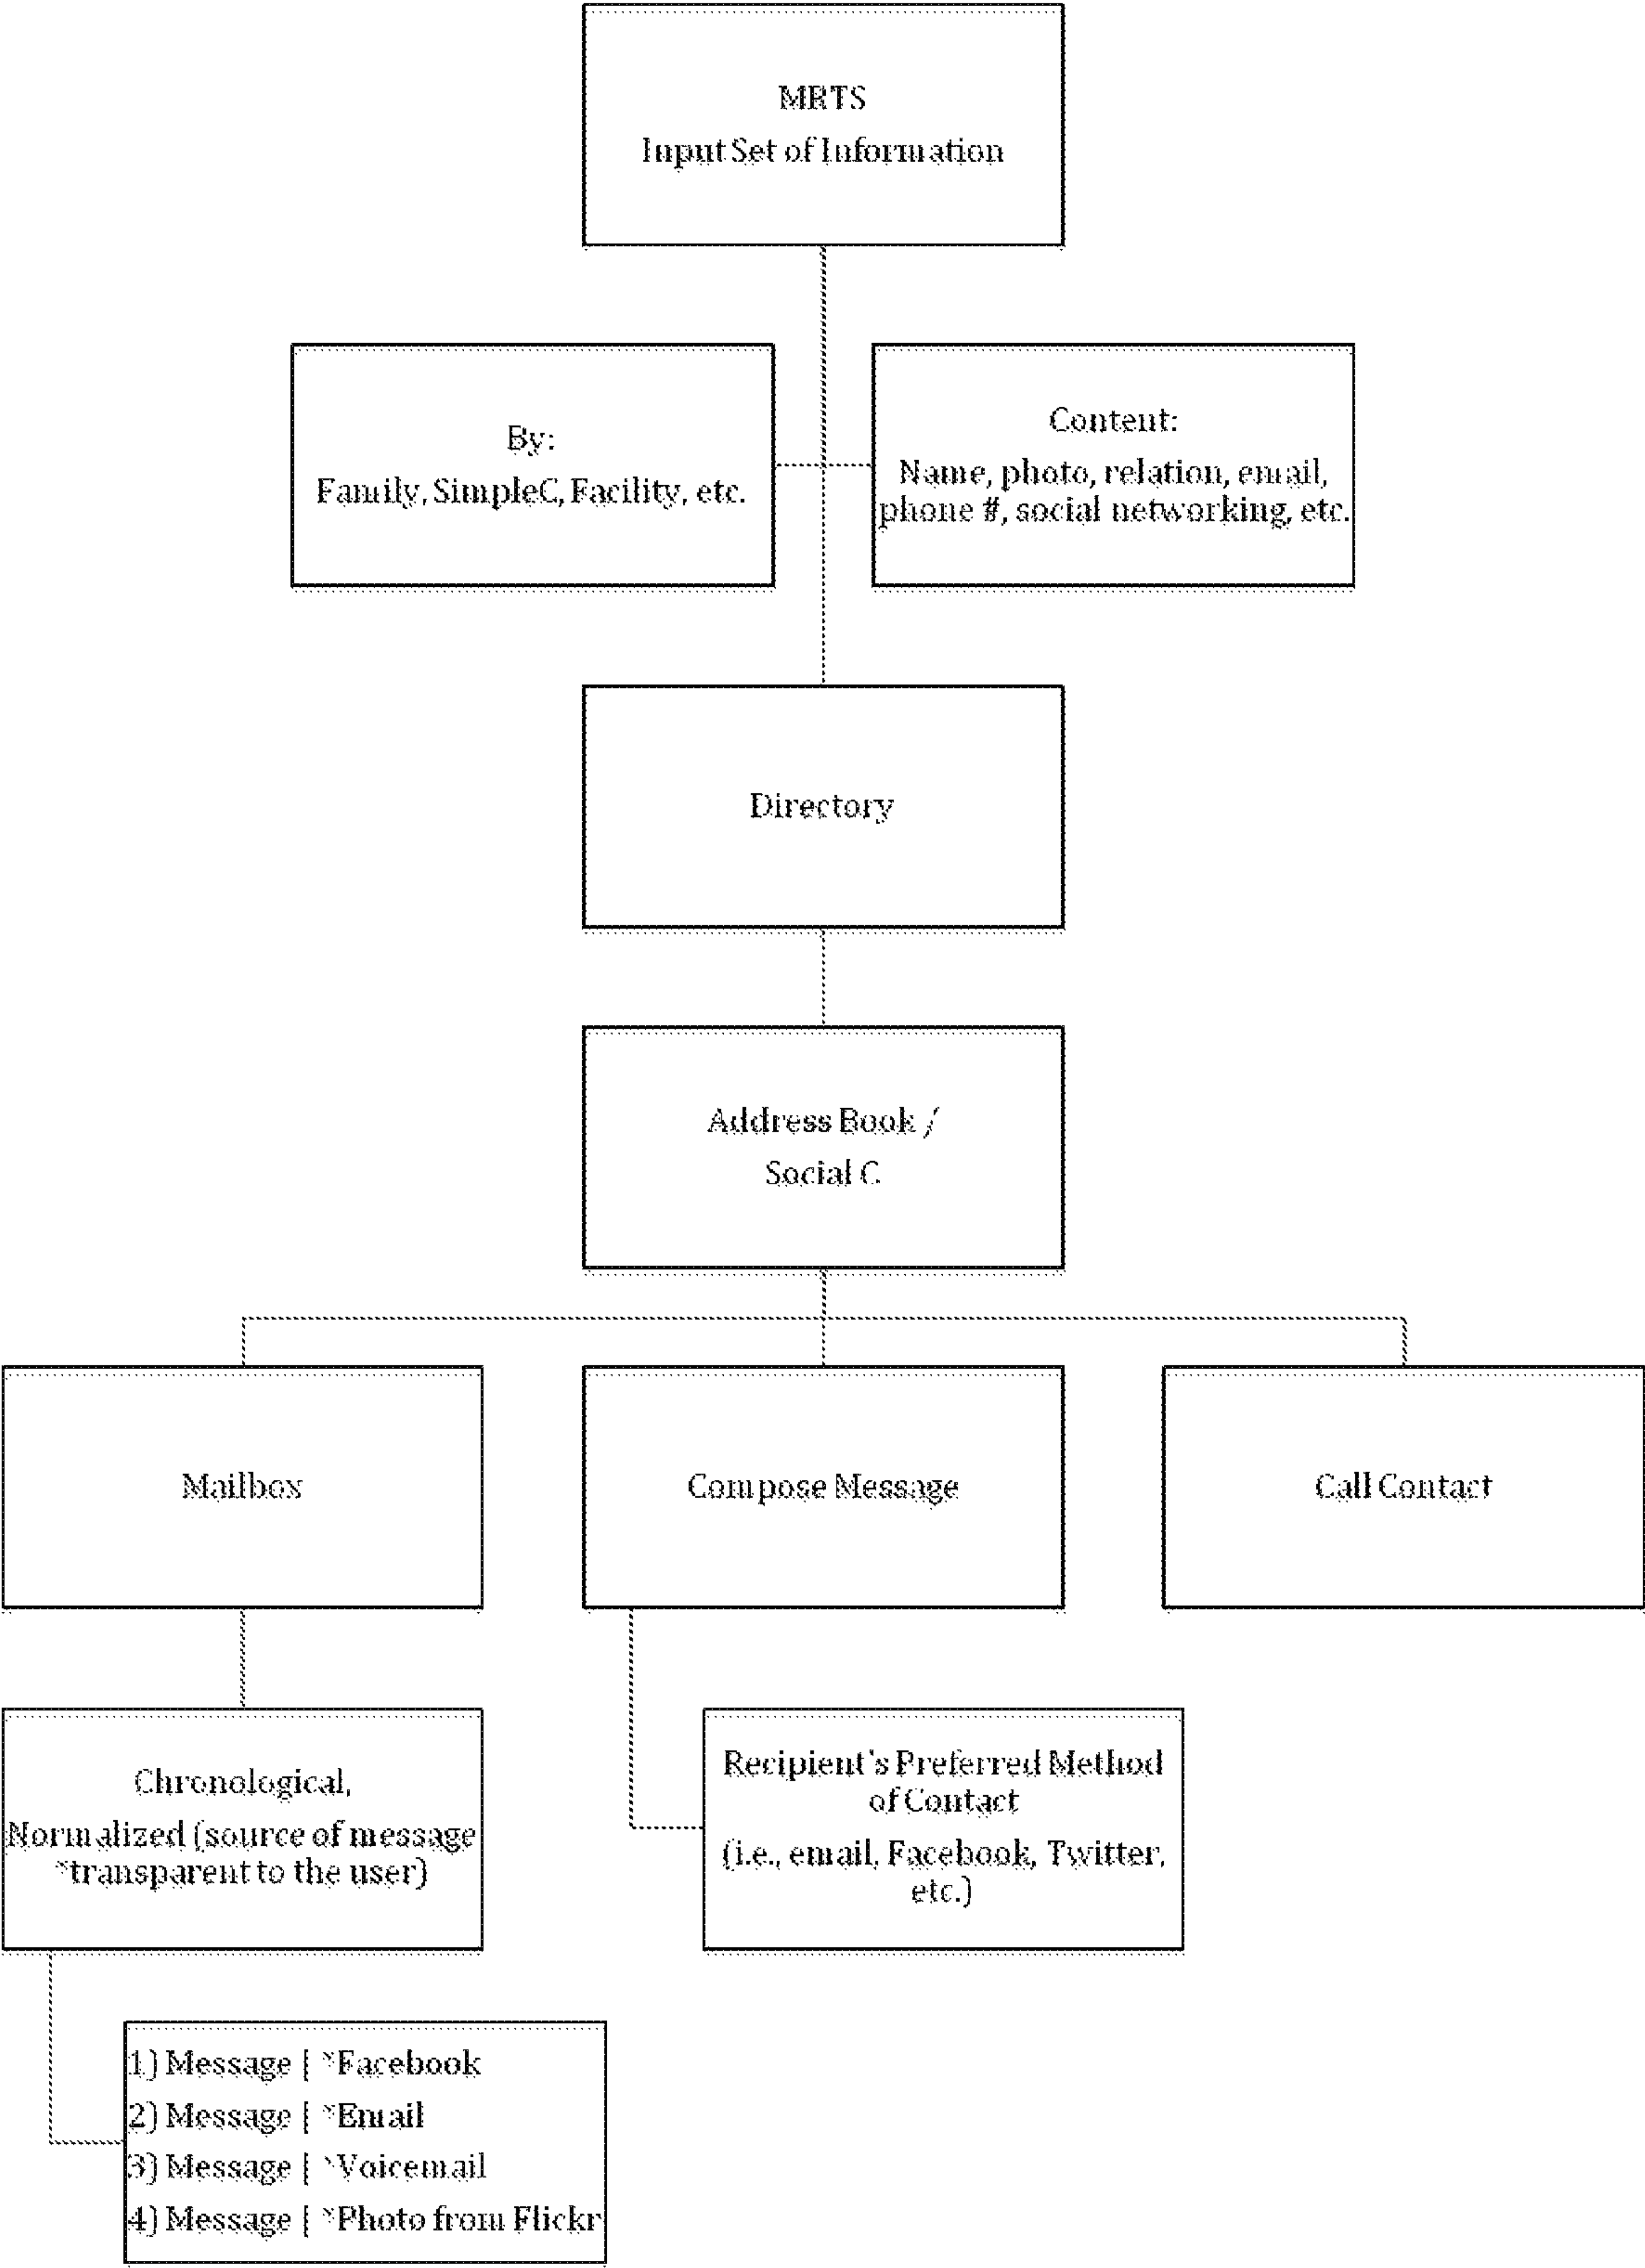 MRTS
Input Set of Information
By:
Family, SimpleC, Facility, etc.
Content:
Name, photo, relation, email,
phone #, social networking, etc.
Directory
Address Book /
Social C
Mailbox
Compose Message
Call Contact
Chronological,
Normalized (source of message
*transparent to the user)
Recipient's Preferred Method
of Contact
(i.e., email, Facebook, Twitter,
etc.)
1) Message | *Facebook
2) Message | *Email
3) Message | *Voicemail
4) Message | *Photo from Flickr